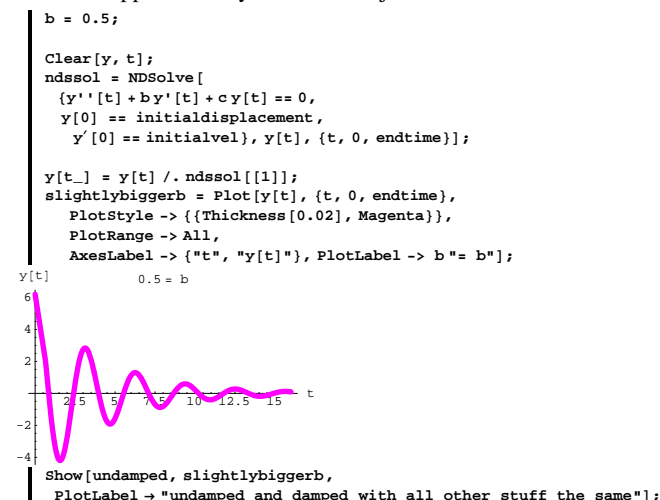 b = 0.5;
Clear[y, t];
ndssol = NDSolve[
{y''[t] + b y'[t] + c y[t] == 0,
y[0] == initialdisplacement,
y′[0] == initialvel}, y[t], {t, 0, endtime}];
y[t_] = y[t] /. ndssol[[1]];
slightlybiggerb = Plot[y[t], {t, 0, endtime},
PlotStyle -> {{Thickness[0.02], Magenta}},
PlotRange -> All,
AxesLabel -> {"t", "y[t]"}, PlotLabel -> b "= b"];
y[t] 0.5 = b
6
4
2
2.5 5 7.5 10 12.5 15 t
-2
-4
Show[undamped, slightlybiggerb,
PlotLabel → "undamped and damped with all other stuff the same"];